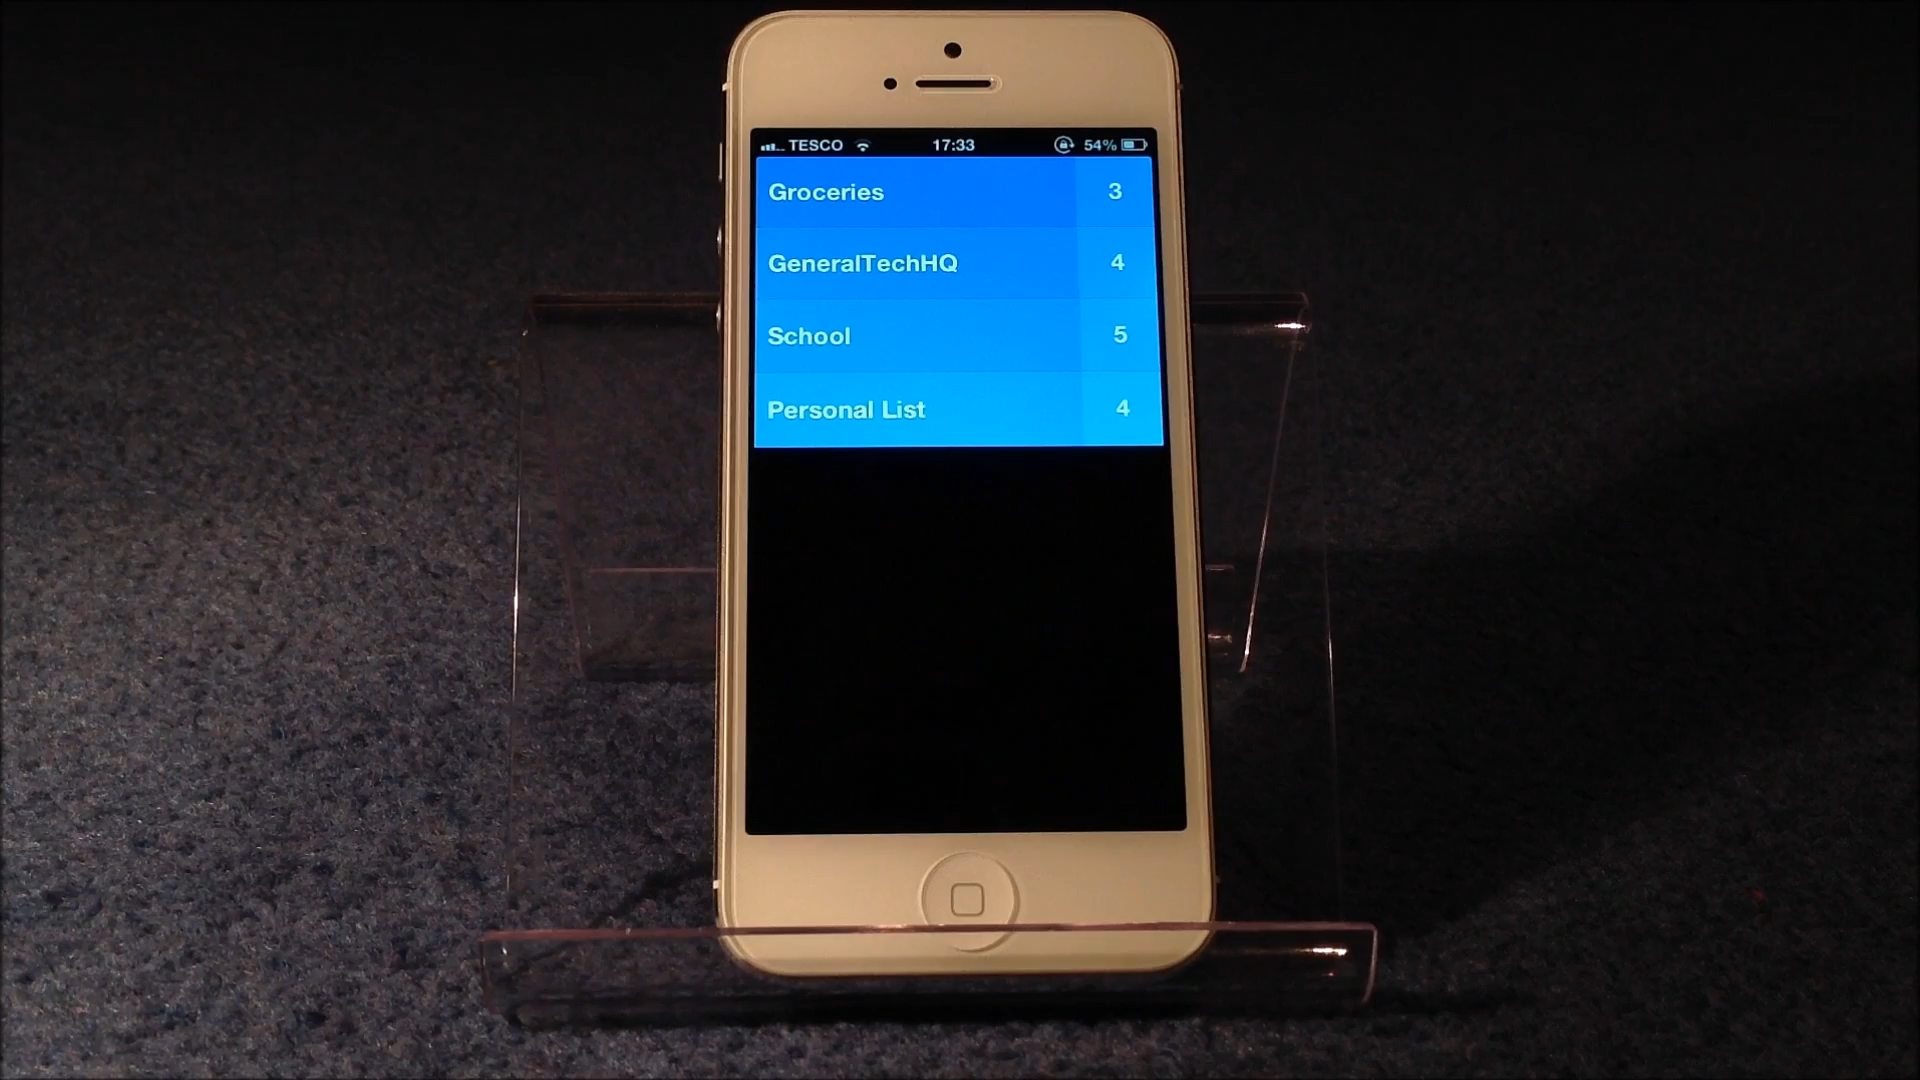 TESCO 17:33 54%
Groceries 3
GeneralTechHQ 4
School 5
Personal List 4